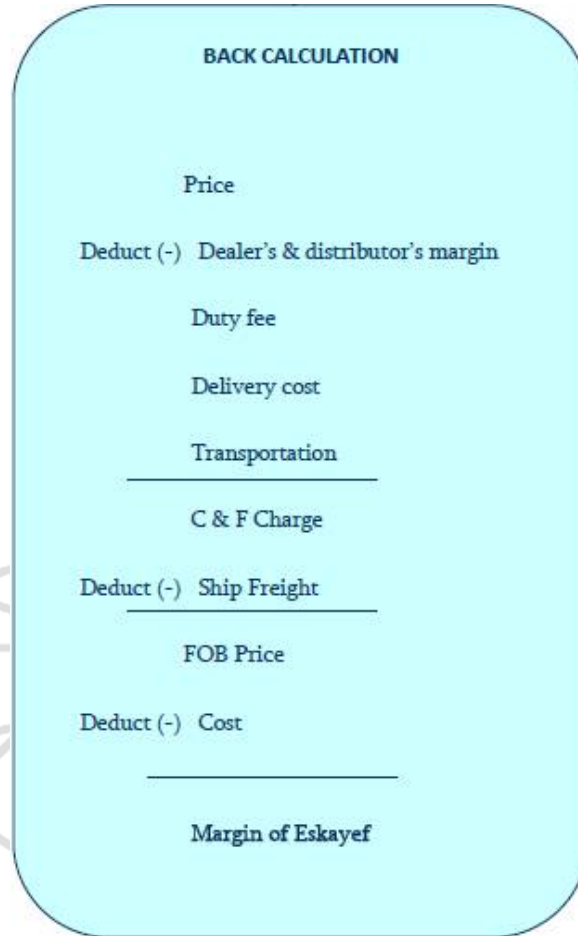 BACK CALCULATION
Price
Deduct (-) Dealer's & distributor's margin
Duty fee
Delivery cost
Transportation
C & F Charge
Deduct (-) Ship Freight
FOB Price
Deduct (-) Cost
Margin of Eskayef